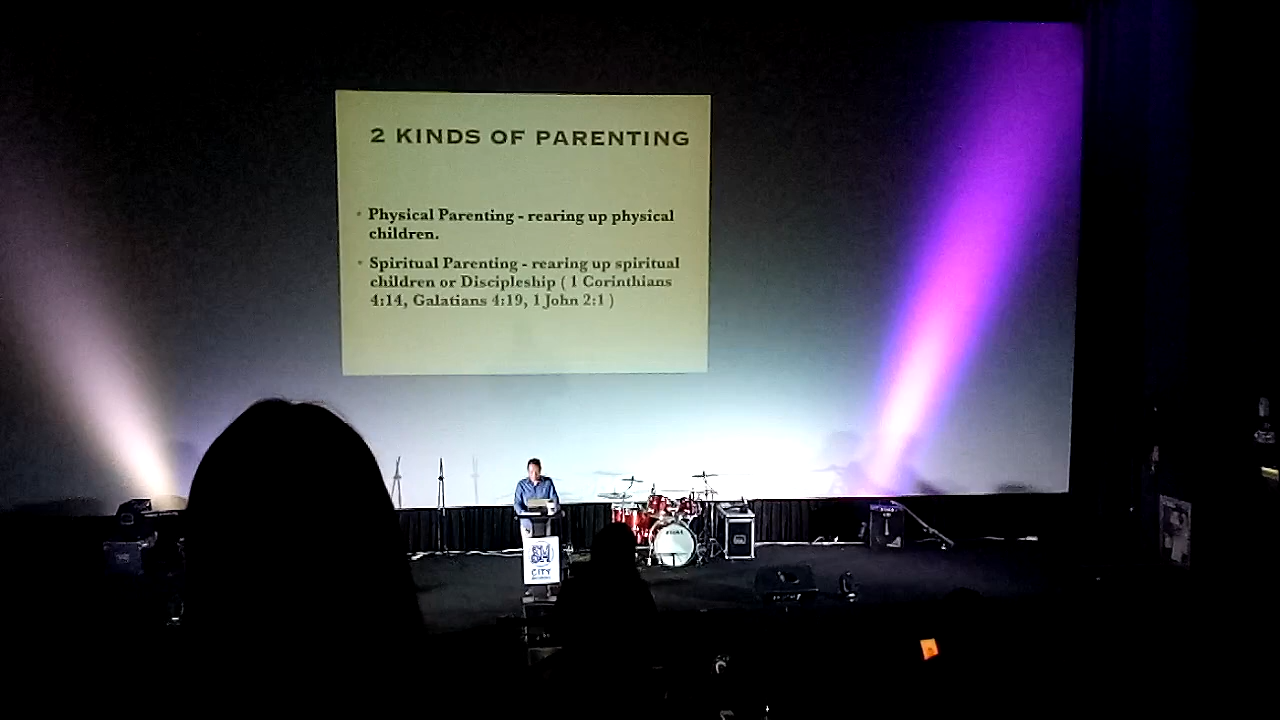 2 KINDS OF PARENTING
• Physical Parenting - rearing up physical
children.
• Spiritual Parenting - rearing up spiritual
children or Discipleship ( 1 Corinthians
4:14, Galatians 4:19, 1 John 2:1 )
SM
CITY